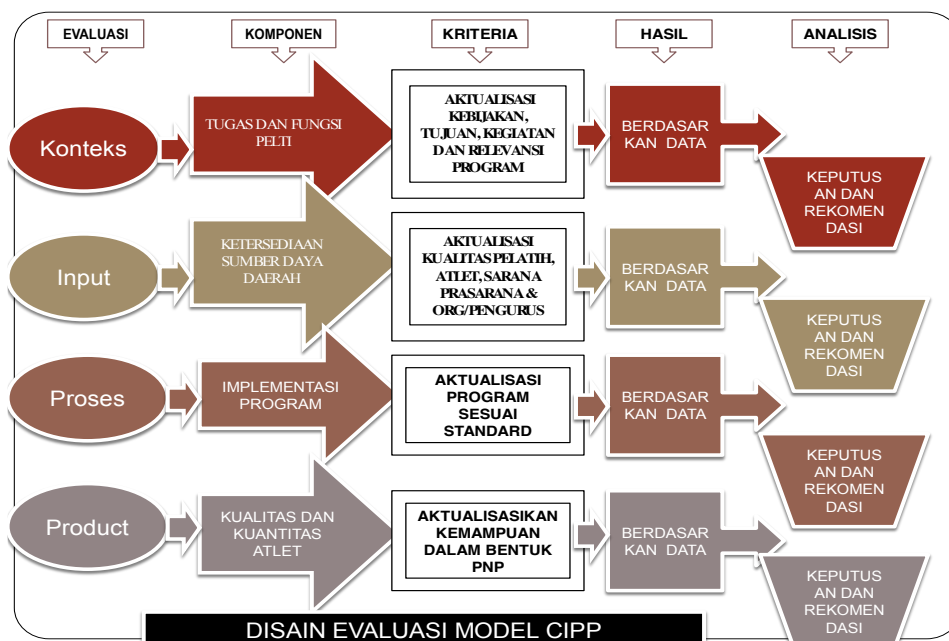 EVALUASI
KOMPONEN
KRITERIA
HASIL
ANALISIS
Konteks
TUGAS DAN FUNGSI
PELTI
AKTUALISASI
KEBIJAKAN,
TUJUAN, KEGIATAN
DAN RELEVANSI
PROGRAM
BERDASAR
KAN DATA
KEPUTUS
AN DAN
REKOMEN
DASI
Input
KETERSEDIAAN
SUMBER DAYA
DAERAH
AKTUALISASI
KUALITAS PELATIH,
ATLET, SARANA
PRASARANA &
ORG/PENGURUS
BERDASAR
KAN DATA
KEPUTUS
AN DAN
REKOMEN
DASI
Proses
IMPLEMENTASI
PROGRAM
AKTUALISASI
PROGRAM
SESUAI
STANDARD
BERDASAR
KAN DATA
KEPUTUS
AN DAN
REKOMEN
DASI
Product
KUALITAS DAN
KUANTITAS
ATLET
AKTUALISASIKAN
KEMAMPUAN
DALAM BENTUK
PNP
BERDASAR
KAN DATA
KEPUTUS
AN DAN
REKOMEN
DASI
DISAIN EVALUASI MODEL CIPP